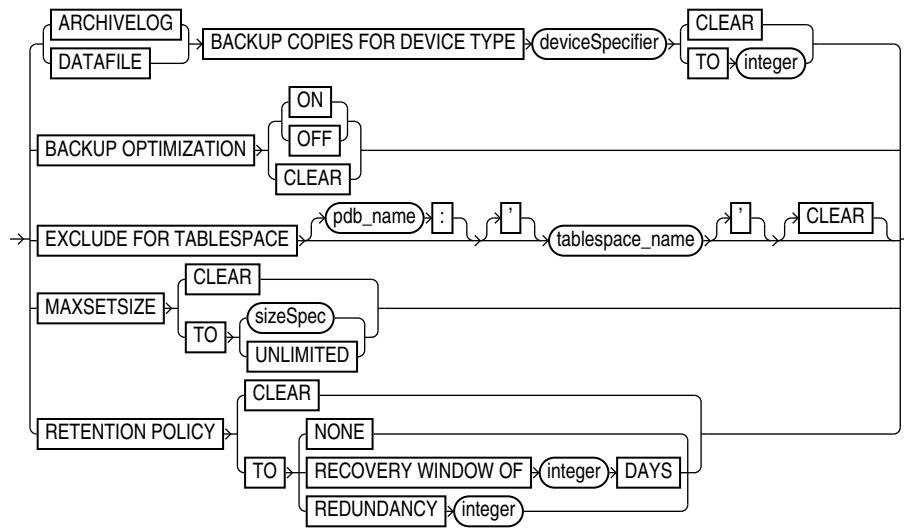 ARCHIVELOG
DATAFILE
BACKUP COPIES FOR DEVICE TYPE deviceSpecifier
CLEAR
TO integer
BACKUP OPTIMIZATION
ON
OFF
CLEAR
EXCLUDE FOR TABLESPACE pdb_name : ' tablespace_name ' CLEAR
MAXSETSIZE
CLEAR
TO
sizeSpec
UNLIMITED
RETENTION POLICY
CLEAR
TO
NONE
RECOVERY WINDOW OF integer DAYS
REDUNDANCY integer